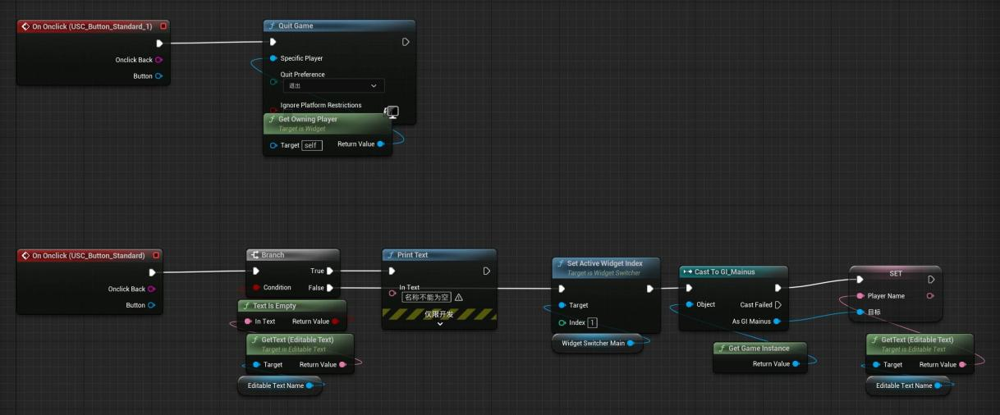 On Onclick (USC_Button_Standard_1)
Onclick Back
Button
Quit Game
Specific Player
Quit Preference
退出
Ignore Platform Restrictions
Get Owning Player
Target is Widget
Target self Return Value
On Onclick (USC_Button_Standard)
Onclick Back
Button
Branch
True
Condition False
Text Is Empty
In Text Return Value
GetText (Editable Text)
Target is Editable Text
Target Return Value
Editable Text Name
Print Text
In Text
名称不能为空
仅限开发
Set Active Widget Index
Target is Widget Switcher
Target
Index 1
Widget Switcher Main
Cast To GI_Mainus
Object Cast Failed
As GI Mainus
Get Game Instance
Return Value
SET
Player Name
目标
GetText (Editable Text)
Target is Editable Text
Target Return Value
Editable Text Name